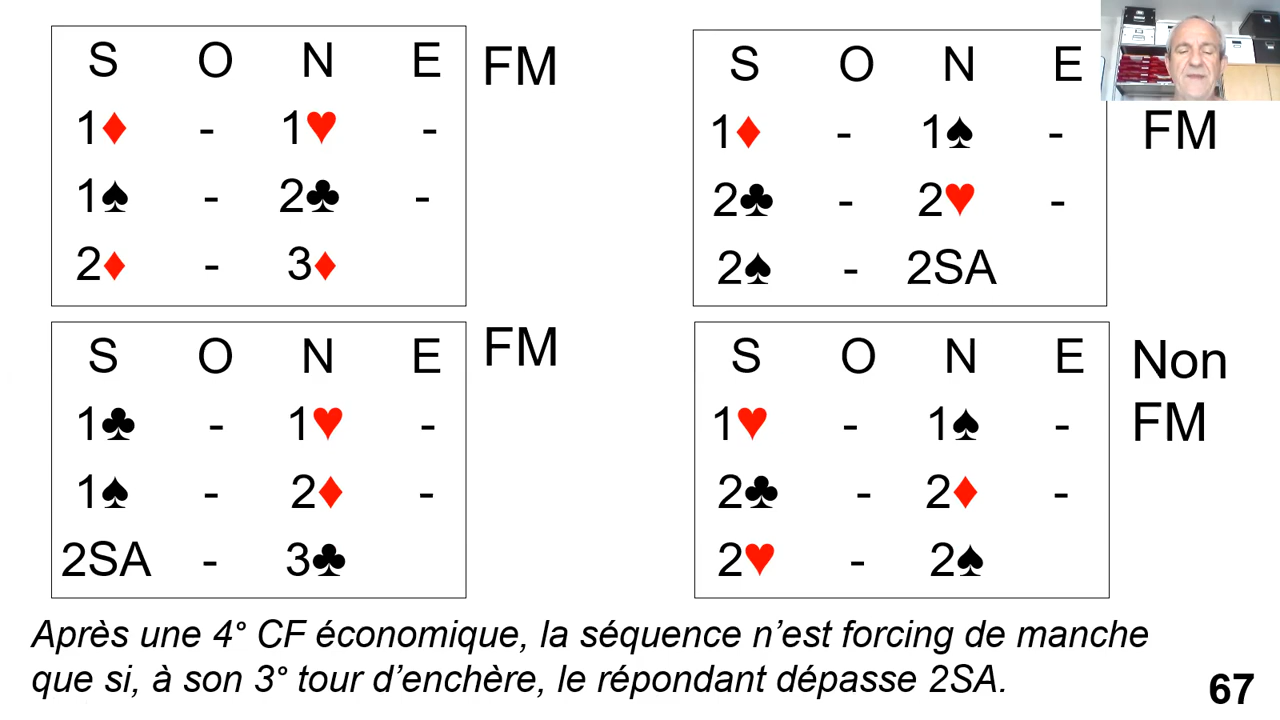 S O N E FM
1♦ - 1♥ -
1♠ - 2♣ -
2♦ - 3♦
S O N E
FM
1♦ - 1♠ -
2♣ - 2♥ -
2♠ - 2SA
S O N E FM
1♣ - 1♥ -
1♠ - 2♦ -
2SA - 3♣
S O N E Non
1♥ - 1♠ - FM
2♣ - 2♦ -
2♥ - 2♠
Après une 4° CF économique, la séquence n’est forcing de manche
que si, à son 3° tour d’enchère, le répondant dépasse 2SA.
67